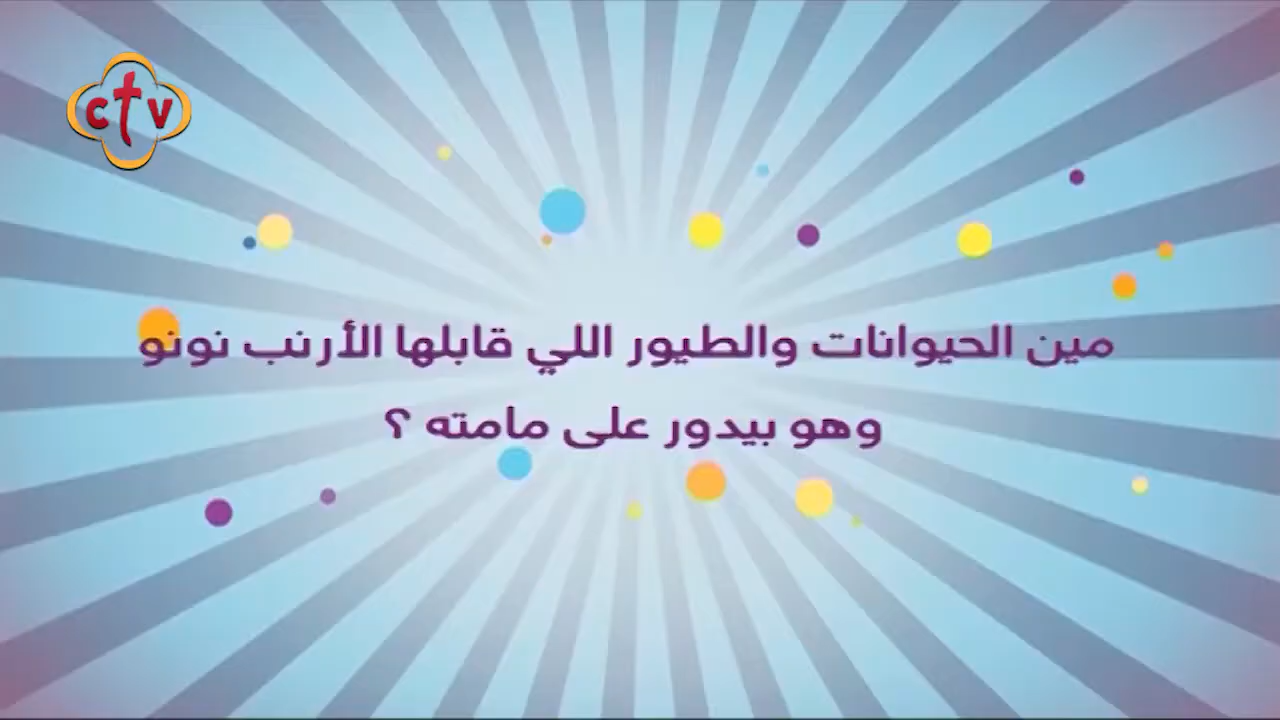 ctv
مين الحيوانات والطيور اللي قابلها الأرنب نونو
وهو بيدور على مامته ؟